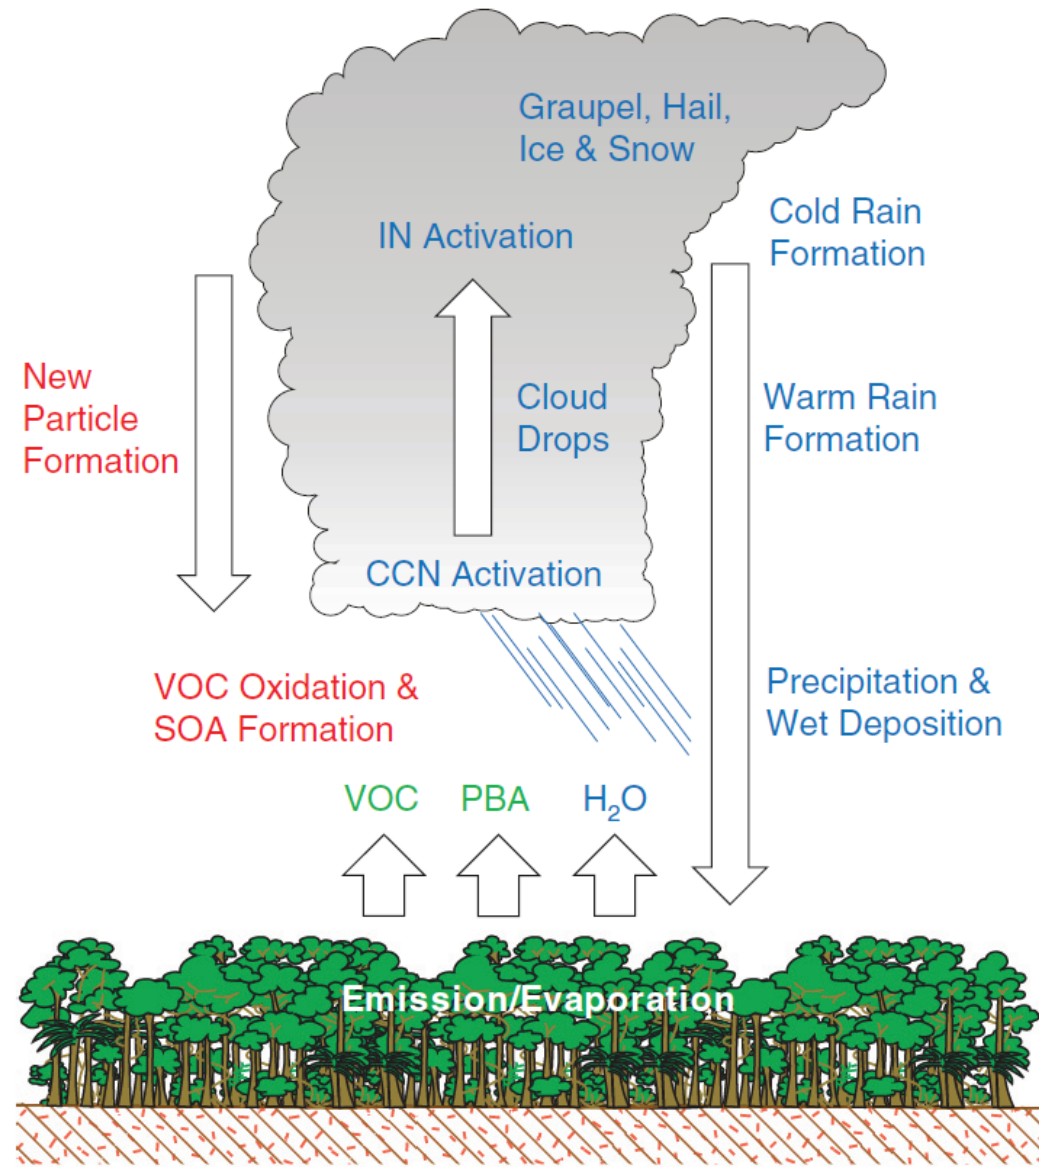 Graupel, Hail,
Ice & Snow
IN Activation
Cold Rain
Formation
New
Particle
Formation
Cloud
Drops
Warm Rain
Formation
CCN Activation
VOC Oxidation &
SOA Formation
Precipitation &
Wet Deposition
VOC
PBA
H₂O
Emission/Evaporation